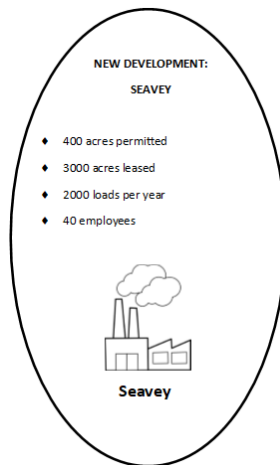 NEW DEVELOPMENT:
SEAVEY
♦ 400 acres permitted
♦ 3000 acres leased
♦ 2000 loads per year
♦ 40 employees
Seavey